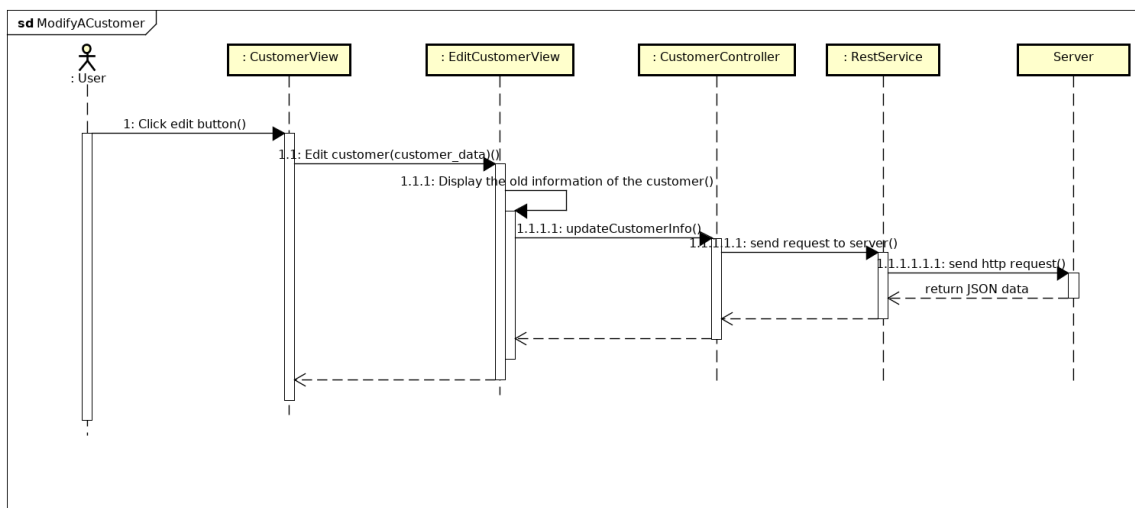 sd ModifyACustomer
: User
: CustomerView
: EditCustomerView
: CustomerController
: RestService
Server
1: Click edit button()
1.1: Edit customer(customer_data)()
1.1.1: Display the old information of the customer()
1.1.1.1: updateCustomerInfo()
1.1.1.1.1: send request to server()
1.1.1.1.1.1: send http request()
return JSON data